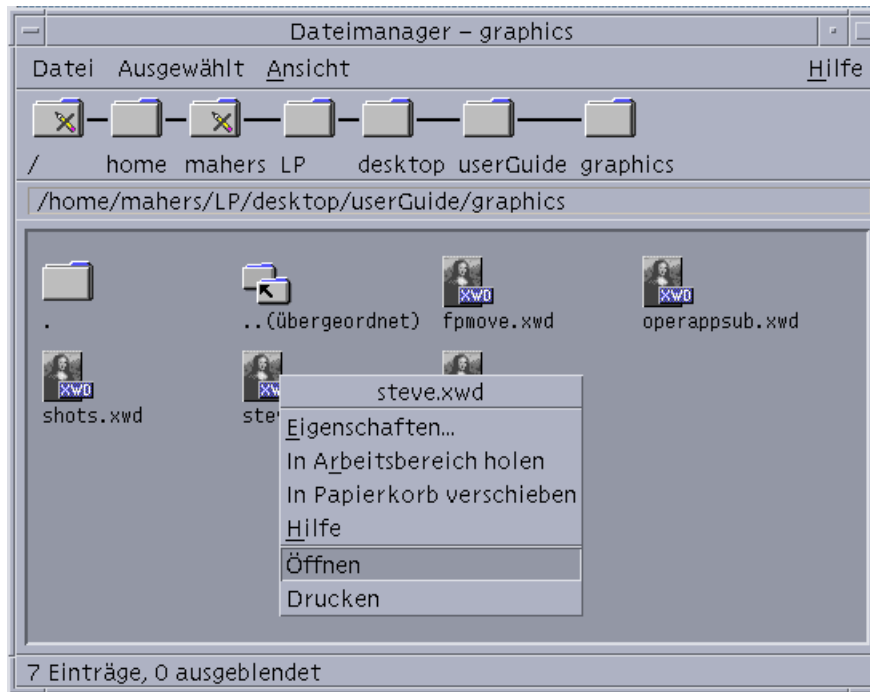 Dateimanager – graphics
Datei Ausgewählt Ansicht Hilfe
/ home mahers LP desktop userGuide graphics
/home/mahers/LP/desktop/userGuide/graphics
XWD XWD
. ..(übergeordnet) fpmove.xwd operappsub.xwd
XWD XW
shots.xwd ste
steve.xwd
Eigenschaften...
In Arbeitsbereich holen
In Papierkorb verschieben
Hilfe
Öffnen
Drucken
7 Einträge, 0 ausgeblendet